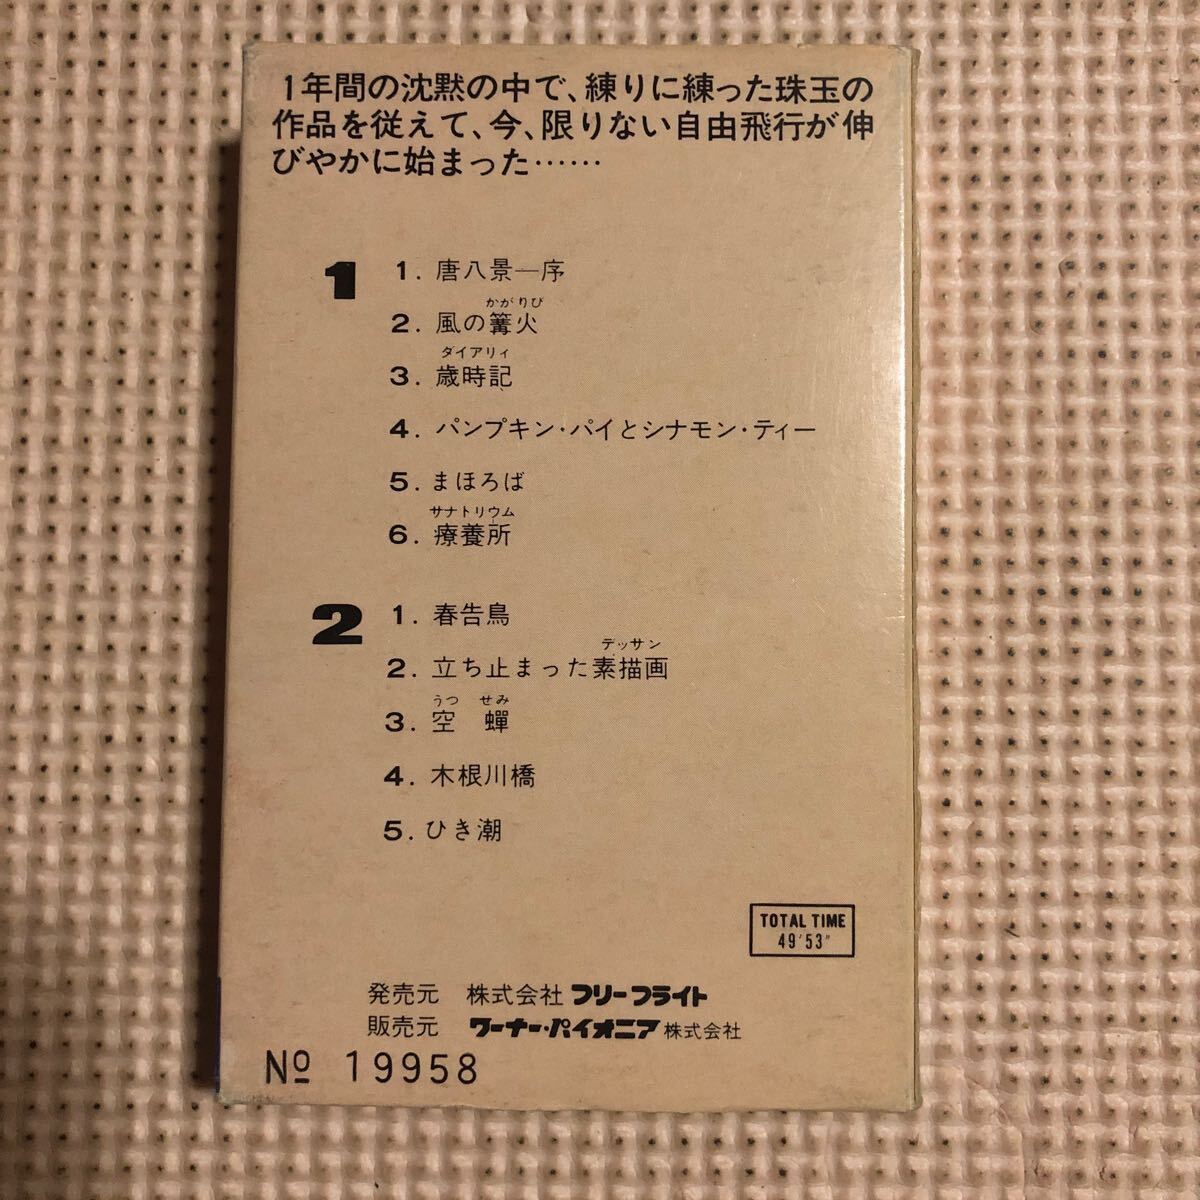 1年間の沈黙の中で、練りに練った珠玉の
作品を従えて、今、限りない自由飛行が伸
びやかに始まった……
1
1. 唐八景—序
かがりび
2. 風の篝火
ダイアリィ
3. 歳時記
4. パンプキン・パイとシナモン・ティー
5. まほろば
サナトリウム
6. 療養所
2
1. 春告鳥
デッサン
2. 立ち止まった素描画
うつ せみ
3. 空 蟬
4. 木根川橋
5. ひき潮
TOTAL TIME
49'53"
発売元 株式会社 フリーフライト
販売元 ワーナー・パイオニア 株式会社
No 19958